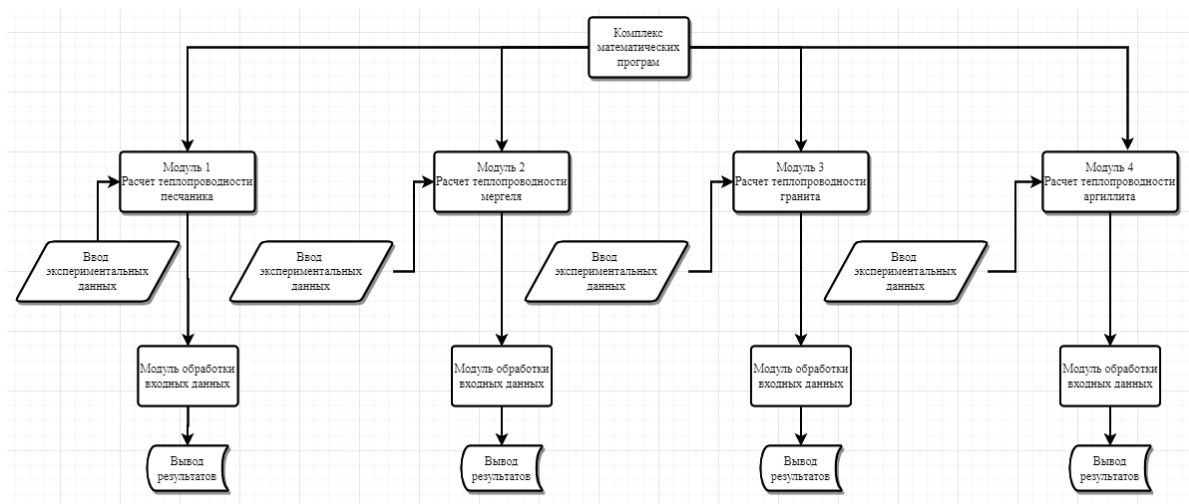 Комплекс
математических
програм
Модуль 1
Расчет теплопроводности
песчаника
Модуль 2
Расчет теплопроводности
мергеля
Модуль 3
Расчет теплопроводности
гранита
Модуль 4
Расчет теплопроводности
аргиллита
Ввод
экспериментальных
данных
Ввод
экспериментальных
данных
Ввод
экспериментальных
данных
Ввод
экспериментальных
данных
Модуль обработки
входных данных
Модуль обработки
входных данных
Модуль обработки
входных данных
Модуль обработки
входных данных
Вывод
результатов
Вывод
результатов
Вывод
результатов
Вывод
результатов